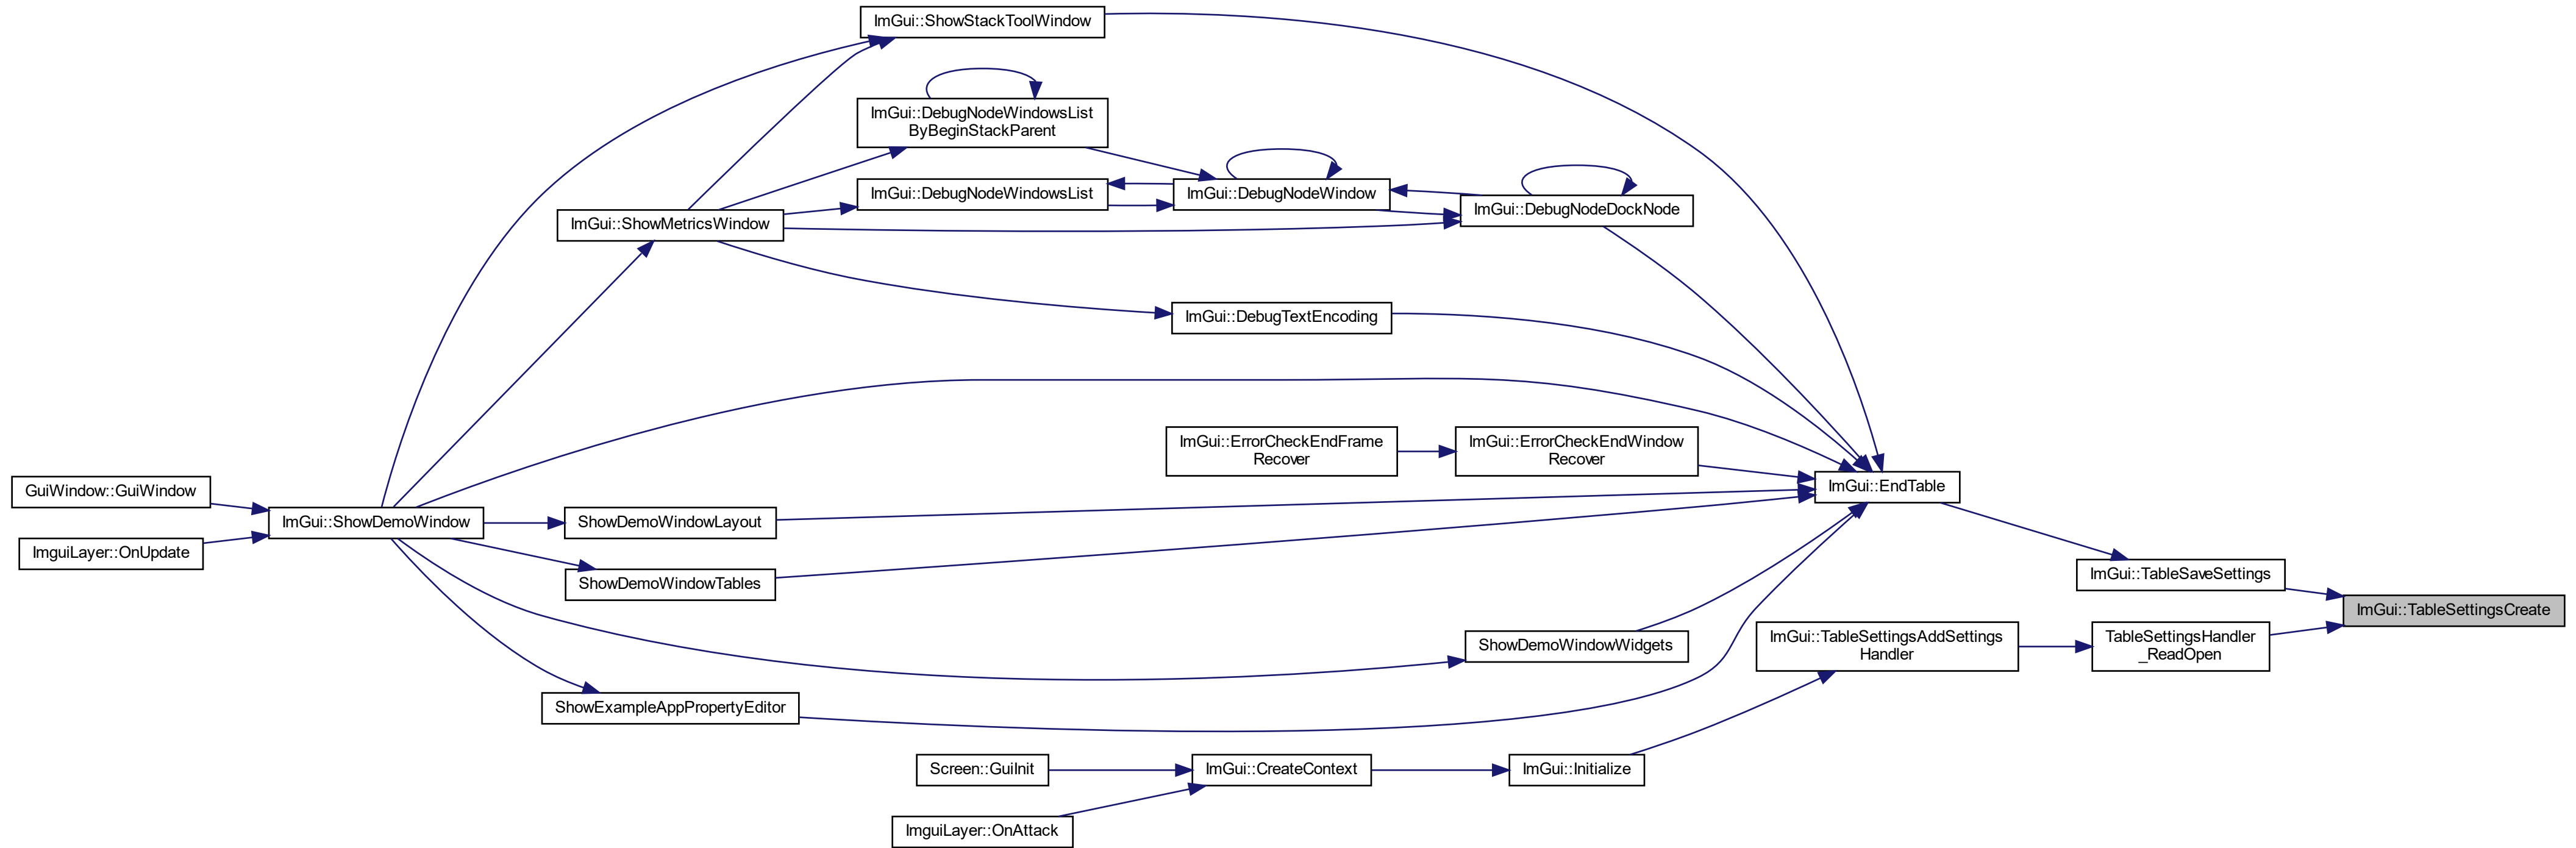 ImGui::ShowStackToolWindow
ImGui::DebugNodeWindowsList
ByBeginStackParent
ImGui::DebugNodeWindowsList
ImGui::DebugNodeWindow
ImGui::DebugNodeDockNode
ImGui::ShowMetricsWindow
ImGui::DebugTextEncoding
ImGui::ErrorCheckEndFrame
Recover
ImGui::ErrorCheckEndWindow
Recover
ImGui::EndTable
GuiWindow::GuiWindow
ImGui::ShowDemoWindow
ShowDemoWindowLayout
ImguiLayer::OnUpdate
ShowDemoWindowTables
ImGui::TableSaveSettings
ImGui::TableSettingsCreate
ShowDemoWindowWidgets
ImGui::TableSettingsAddSettings
Handler
TableSettingsHandler
_ReadOpen
ShowExampleAppPropertyEditor
Screen::GuiInit
ImGui::CreateContext
ImGui::Initialize
ImguiLayer::OnAttack